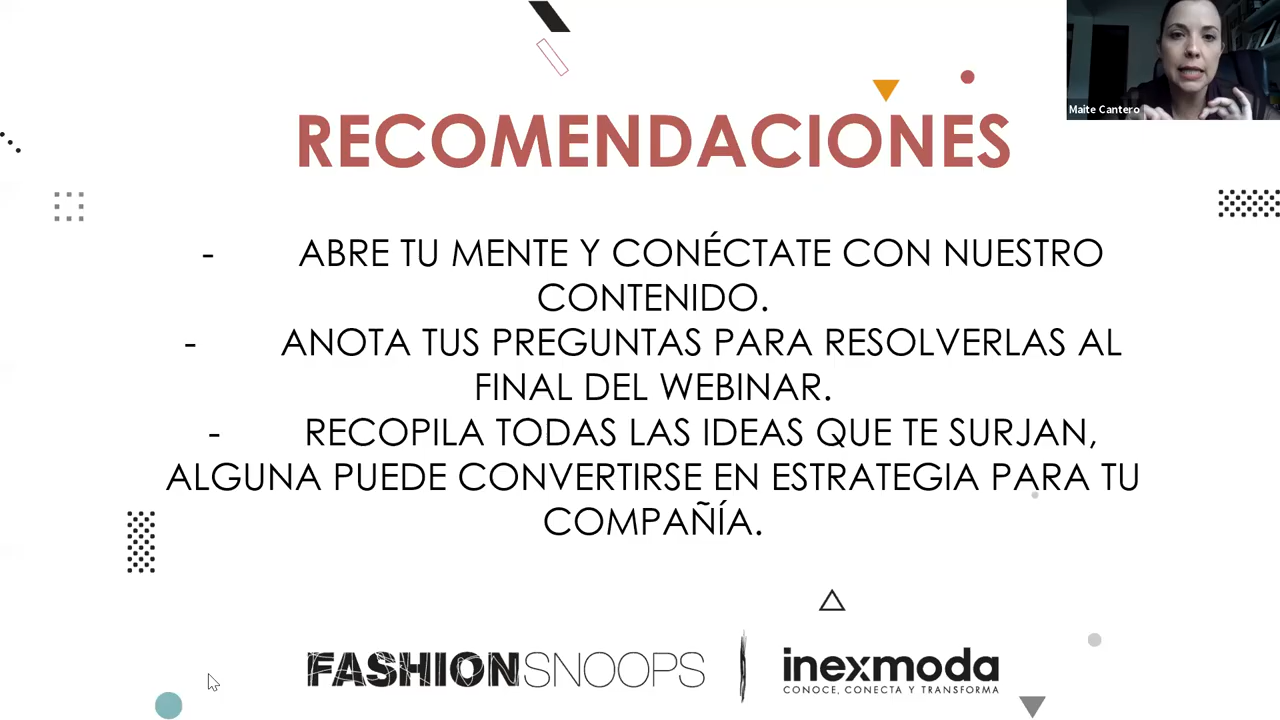 Maite Cantero
RECOMENDACIONES
- ABRE TU MENTE Y CONÉCTATE CON NUESTRO
CONTENIDO.
- ANOTA TUS PREGUNTAS PARA RESOLVERLAS AL
FINAL DEL WEBINAR.
- RECOPILA TODAS LAS IDEAS QUE TE SURJAN,
ALGUNA PUEDE CONVERTIRSE EN ESTRATEGIA PARA TU
COMPAÑÍA.
FASHIONSNOOPS
inexmoda
CONOCE, CONECTA Y TRANSFORMA